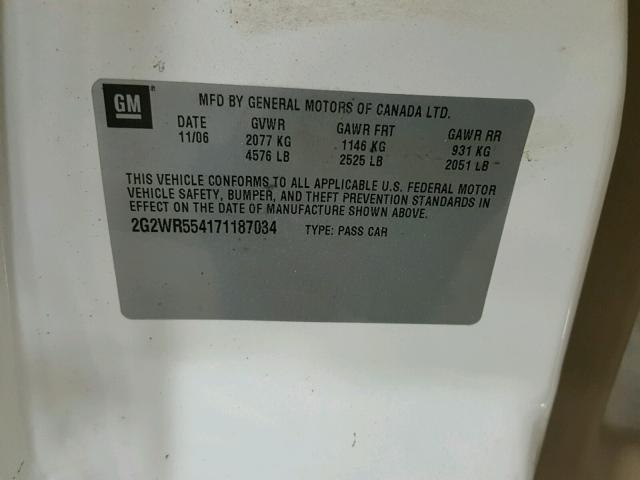 GM
MFD BY GENERAL MOTORS OF CANADA LTD.
DATE GVWR GAWR FRT GAWR RR
11/06 2077 KG 1146 KG 931 KG
4576 LB 2525 LB 2051 LB
THIS VEHICLE CONFORMS TO ALL APPLICABLE U.S. FEDERAL MOTOR
VEHICLE SAFETY, BUMPER, AND THEFT PREVENTION STANDARDS IN
EFFECT ON THE DATE OF MANUFACTURE SHOWN ABOVE.
2G2WR554171187034 TYPE: PASS CAR